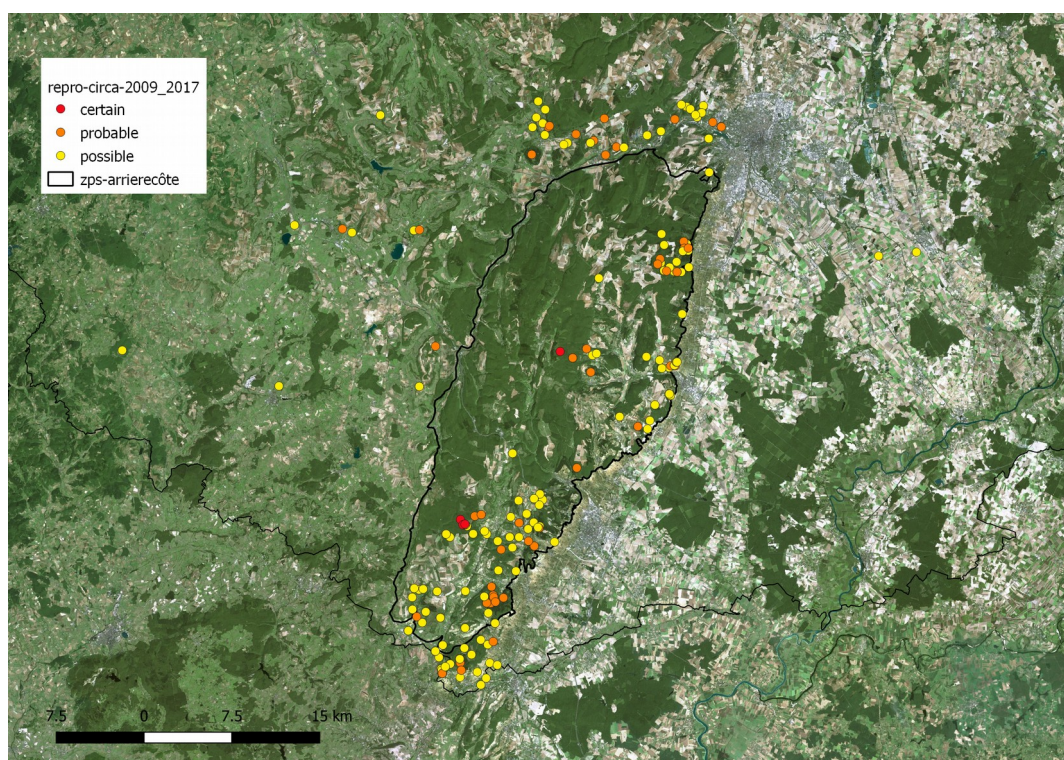 repro-circa-2009_2017
certain
probable
possible
zps-arrierecôte
7.5 0 7.5 15 km